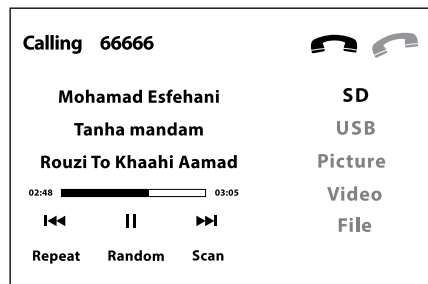 Calling 66666
Mohamad Esfehani
Tanha mandam
Rouzi To Khaahi Aamad
02:48 03:05
Repeat Random Scan
SD
USB
Picture
Video
File